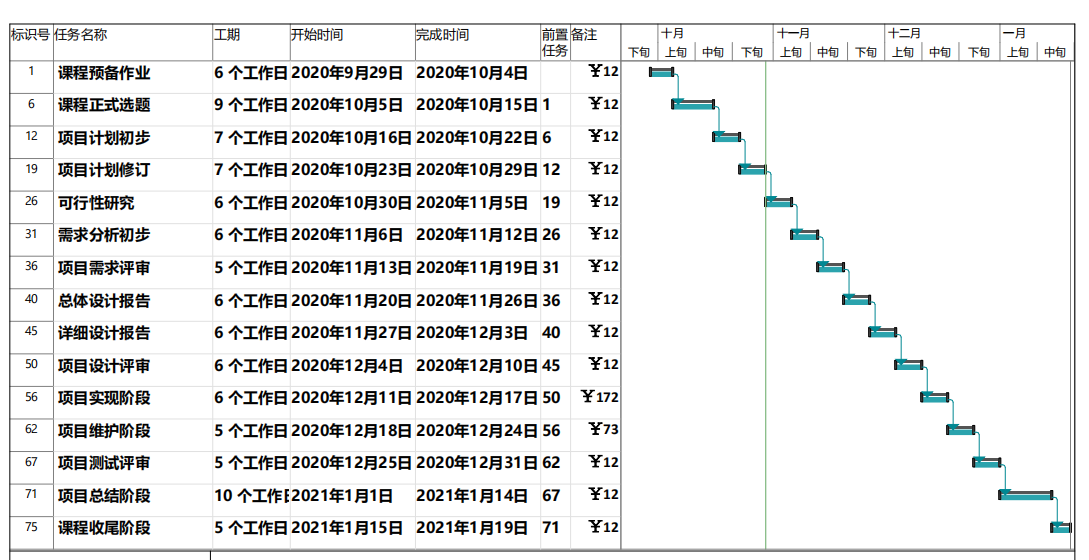 标识号 任务名称 工期 开始时间 完成时间 前置任务 备注 十月 十一月 十二月 一月
下旬 上旬 中旬 下旬 上旬 中旬 下旬 上旬 中旬 下旬 上旬 中旬
1 课程预备作业 6 个工作日 2020年9月29日 2020年10月4日 ¥12
6 课程正式选题 9 个工作日 2020年10月5日 2020年10月15日 1 ¥12
12 项目计划初步 7 个工作日 2020年10月16日 2020年10月22日 6 ¥12
19 项目计划修订 7 个工作日 2020年10月23日 2020年10月29日 12 ¥12
26 可行性研究 6 个工作日 2020年10月30日 2020年11月5日 19 ¥12
31 需求分析初步 6 个工作日 2020年11月6日 2020年11月12日 26 ¥12
36 项目需求评审 5 个工作日 2020年11月13日 2020年11月19日 31 ¥12
40 总体设计报告 6 个工作日 2020年11月20日 2020年11月26日 36 ¥12
45 详细设计报告 6 个工作日 2020年11月27日 2020年12月3日 40 ¥12
50 项目设计评审 6 个工作日 2020年12月4日 2020年12月10日 45 ¥12
56 项目实现阶段 6 个工作日 2020年12月11日 2020年12月17日 50 ¥172
62 项目维护阶段 5 个工作日 2020年12月18日 2020年12月24日 56 ¥73
67 项目测试评审 5 个工作日 2020年12月25日 2020年12月31日 62 ¥12
71 项目总结阶段 10 个工作 2021年1月1日 2021年1月14日 67 ¥12
75 课程收尾阶段 5 个工作日 2021年1月15日 2021年1月19日 71 ¥12